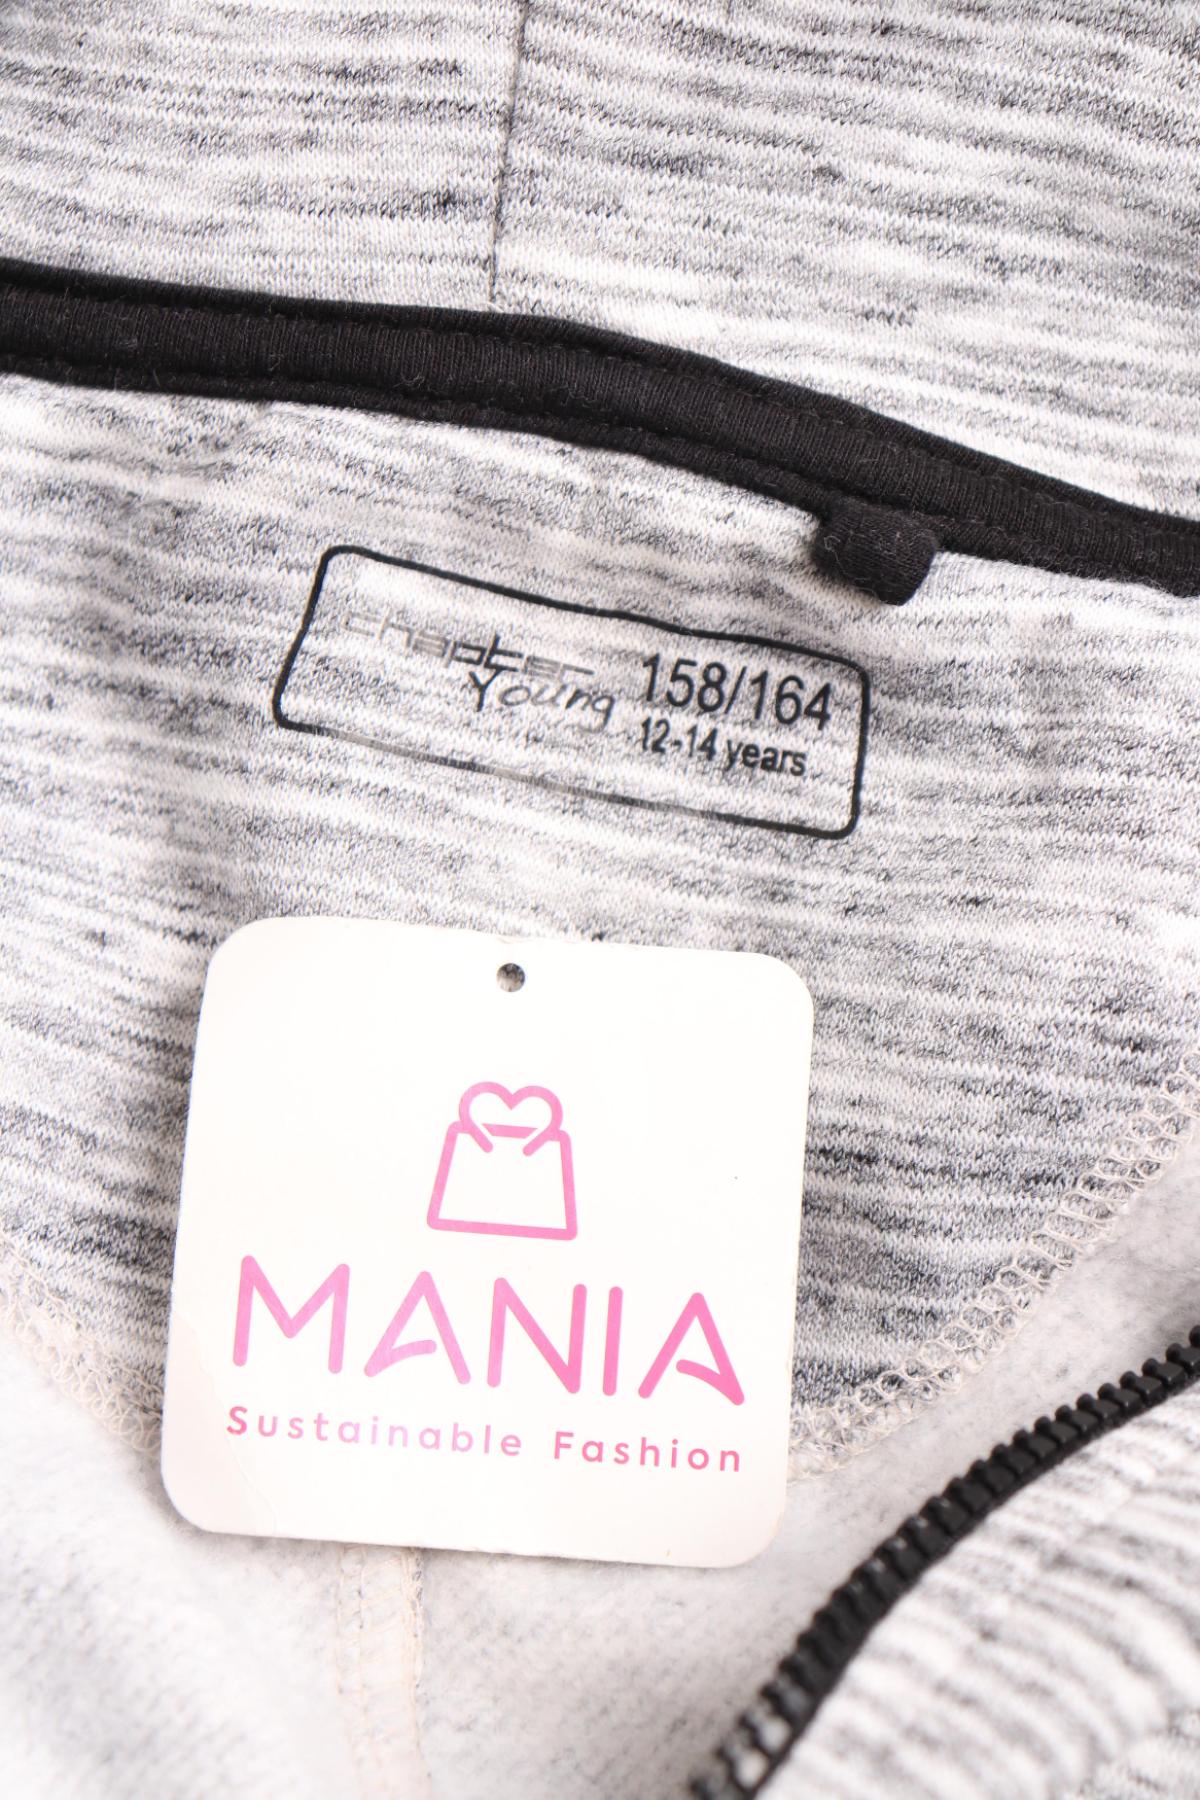 chapter
Young
158/164
12-14 years
MANIA
Sustainable Fashion